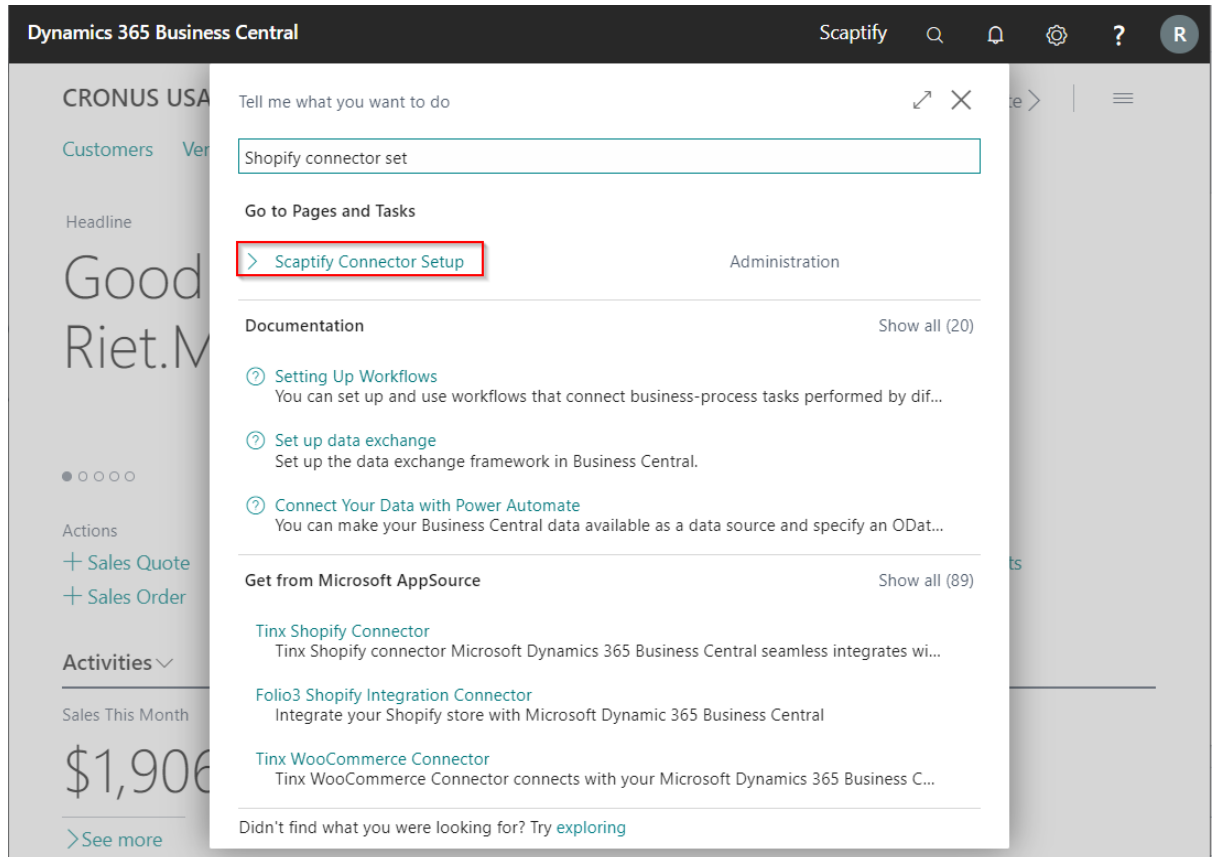 Dynamics 365 Business Central
Scaptify
?
R
CRONUS USA
Customers
Headline
Good
Riet.M
Actions
+ Sales Quote
+ Sales Order
Activities
Sales This Month
$1,906
See more
Tell me what you want to do
Shopify connector set
Go to Pages and Tasks
Scaptify Connector Setup
Administration
Documentation
Show all (20)
Setting Up Workflows
You can set up and use workflows that connect business-process tasks performed by dif...
Set up data exchange
Set up the data exchange framework in Business Central.
Connect Your Data with Power Automate
You can make your Business Central data available as a data source and specify an ODat...
Get from Microsoft AppSource
Show all (89)
Tinx Shopify Connector
Tinx Shopify connector Microsoft Dynamics 365 Business Central seamless integrates wi...
Folio3 Shopify Integration Connector
Integrate your Shopify store with Microsoft Dynamic 365 Business Central
Tinx WooCommerce Connector
Tinx WooCommerce Connector connects with your Microsoft Dynamics 365 Business C...
Didn't find what you were looking for? Try exploring